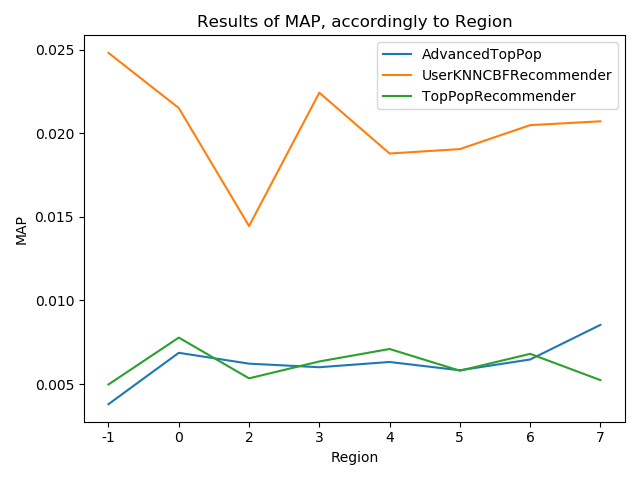 Results of MAP, accordingly to Region
AdvancedTopPop
UserKNNCBFRecommender
TopPopRecommender
0.025
0.020
0.015
0.010
0.005
MAP
-1 0 2 3 4 5 6 7
Region